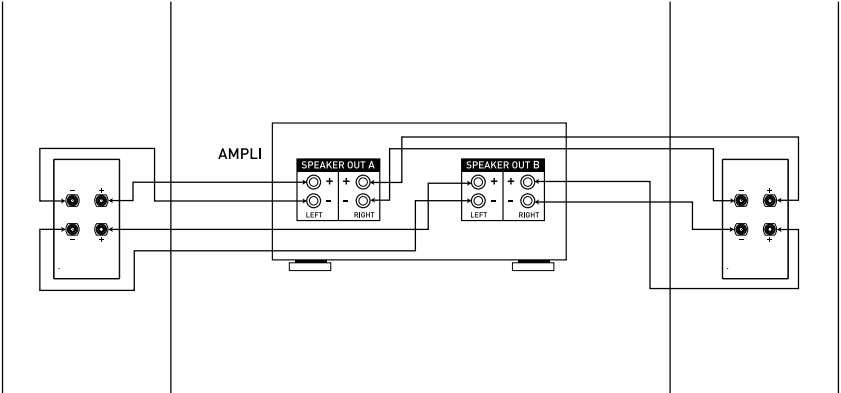 AMPLI
SPEAKER OUT A
+ +
- -
LEFT RIGHT
SPEAKER OUT B
+ +
- -
LEFT RIGHT
- +
- +
- +
- +